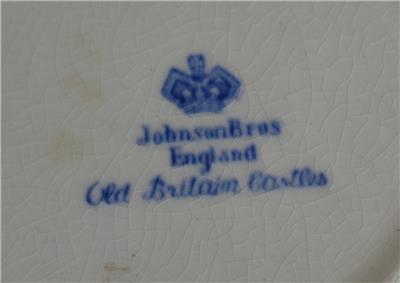 JohnsonBros
England
Old Britain Castles